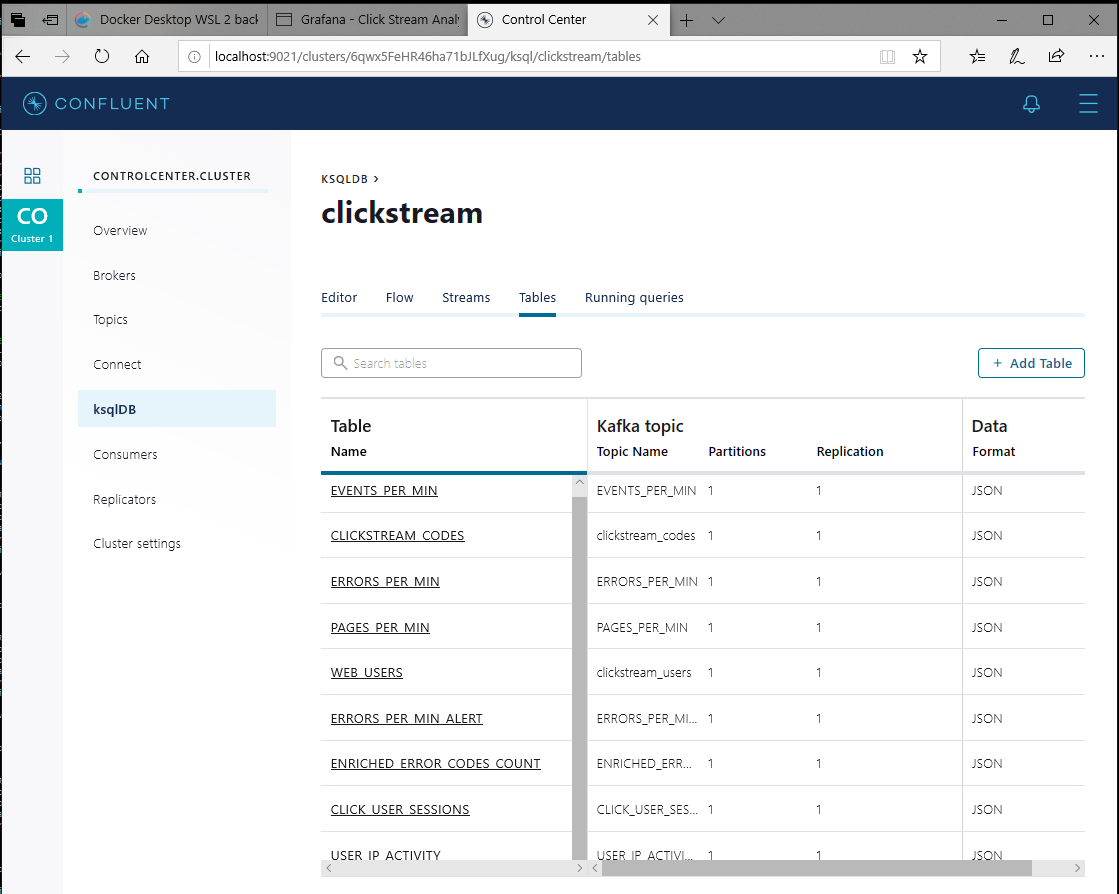 Docker Desktop WSL 2 back
Grafana - Click Stream Analy
Control Center
localhost:9021/clusters/6qwx5FeHR46ha71bJLfXug/ksql/clickstream/tables
CONFLUENT
CO
Cluster 1
CONTROLCENTER.CLUSTER
Overview
Brokers
Topics
Connect
ksqlDB
Consumers
Replicators
Cluster settings
KSQLDB >
clickstream
Editor Flow Streams Tables Running queries
Search tables
+ Add Table
Table Kafka topic Data
Name Topic Name Partitions Replication Format
EVENTS_PER_MIN EVENTS_PER_MIN 1 1 JSON
CLICKSTREAM_CODES clickstream_codes 1 1 JSON
ERRORS_PER_MIN ERRORS_PER_MIN 1 1 JSON
PAGES_PER_MIN PAGES_PER_MIN 1 1 JSON
WEB_USERS clickstream_users 1 1 JSON
ERRORS_PER_MIN_ALERT ERRORS_PER_MI... 1 1 JSON
ENRICHED_ERROR_CODES_COUNT ENRICHED_ERR... 1 1 JSON
CLICK_USER_SESSIONS CLICK_USER_SES... 1 1 JSON
USER_IP_ACTIVITY USER_IP_ACTIVI... 1 1 JSON